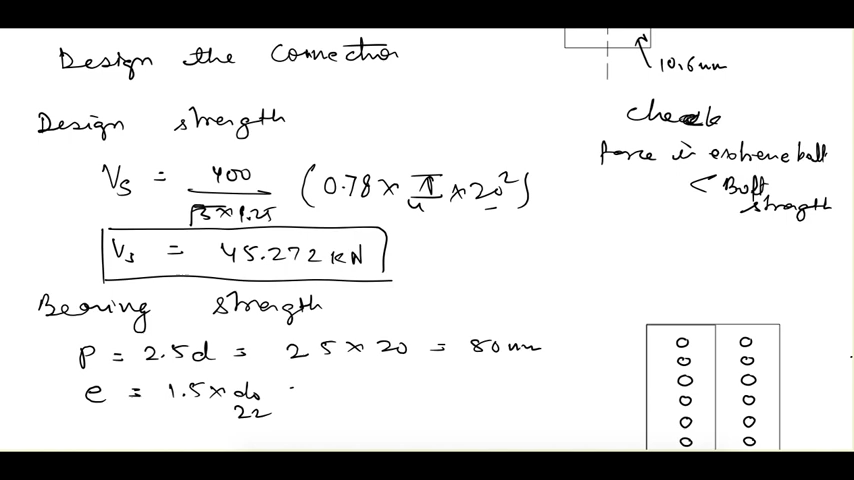 Design the connection
10.6mm
check
force in extreme bolt
< Bolt
strength
Design strength
Vs = 400 / √3 × 1.25 (0.78 × π/4 × 20²)
Vs = 45.272 kN
Bearing strength
p = 2.5d = 25 × 20 = 80 mm
e = 1.5 × do
22